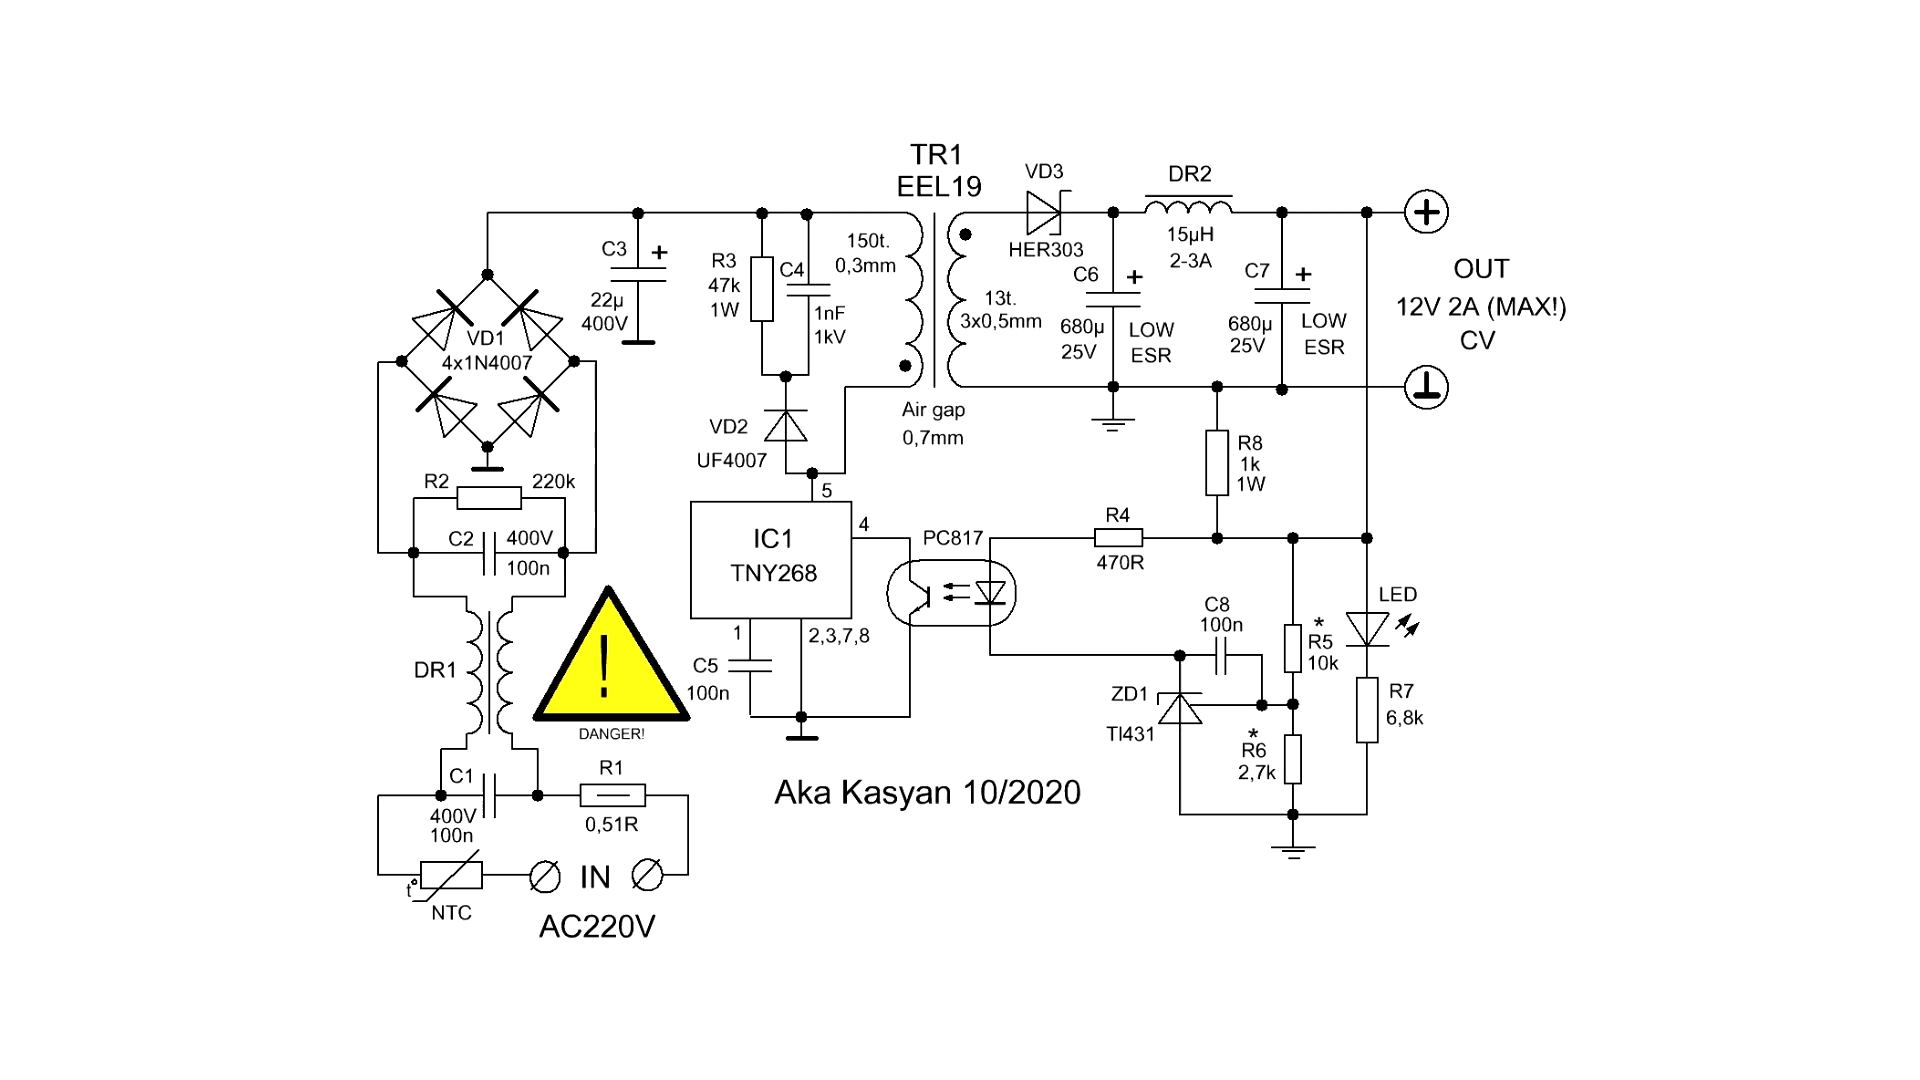 TR1
EEL19
VD3
HER303
DR2
15µH
2-3A
C3
+
22µ
400V
R3
47k
1W
C4
1nF
1kV
150t.
0,3mm
13t.
3x0,5mm
C6
+
680µ
25V
LOW
ESR
C7
+
680µ
25V
LOW
ESR
+
OUT
12V 2A (MAX!)
CV
VD1
4x1N4007
Air gap
0,7mm
VD2
UF4007
R8
1k
1W
R2
220k
C2
400V
100n
5
IC1
TNY268
4
PC817
R4
470R
1
2,3,7,8
C5
100n
C8
100n
LED
*
R5
10k
ZD1
Tl431
*
R6
2,7k
R7
6,8k
DR1
!
DANGER!
C1
400V
100n
R1
0,51R
Aka Kasyan 10/2020
t°
NTC
IN
AC220V